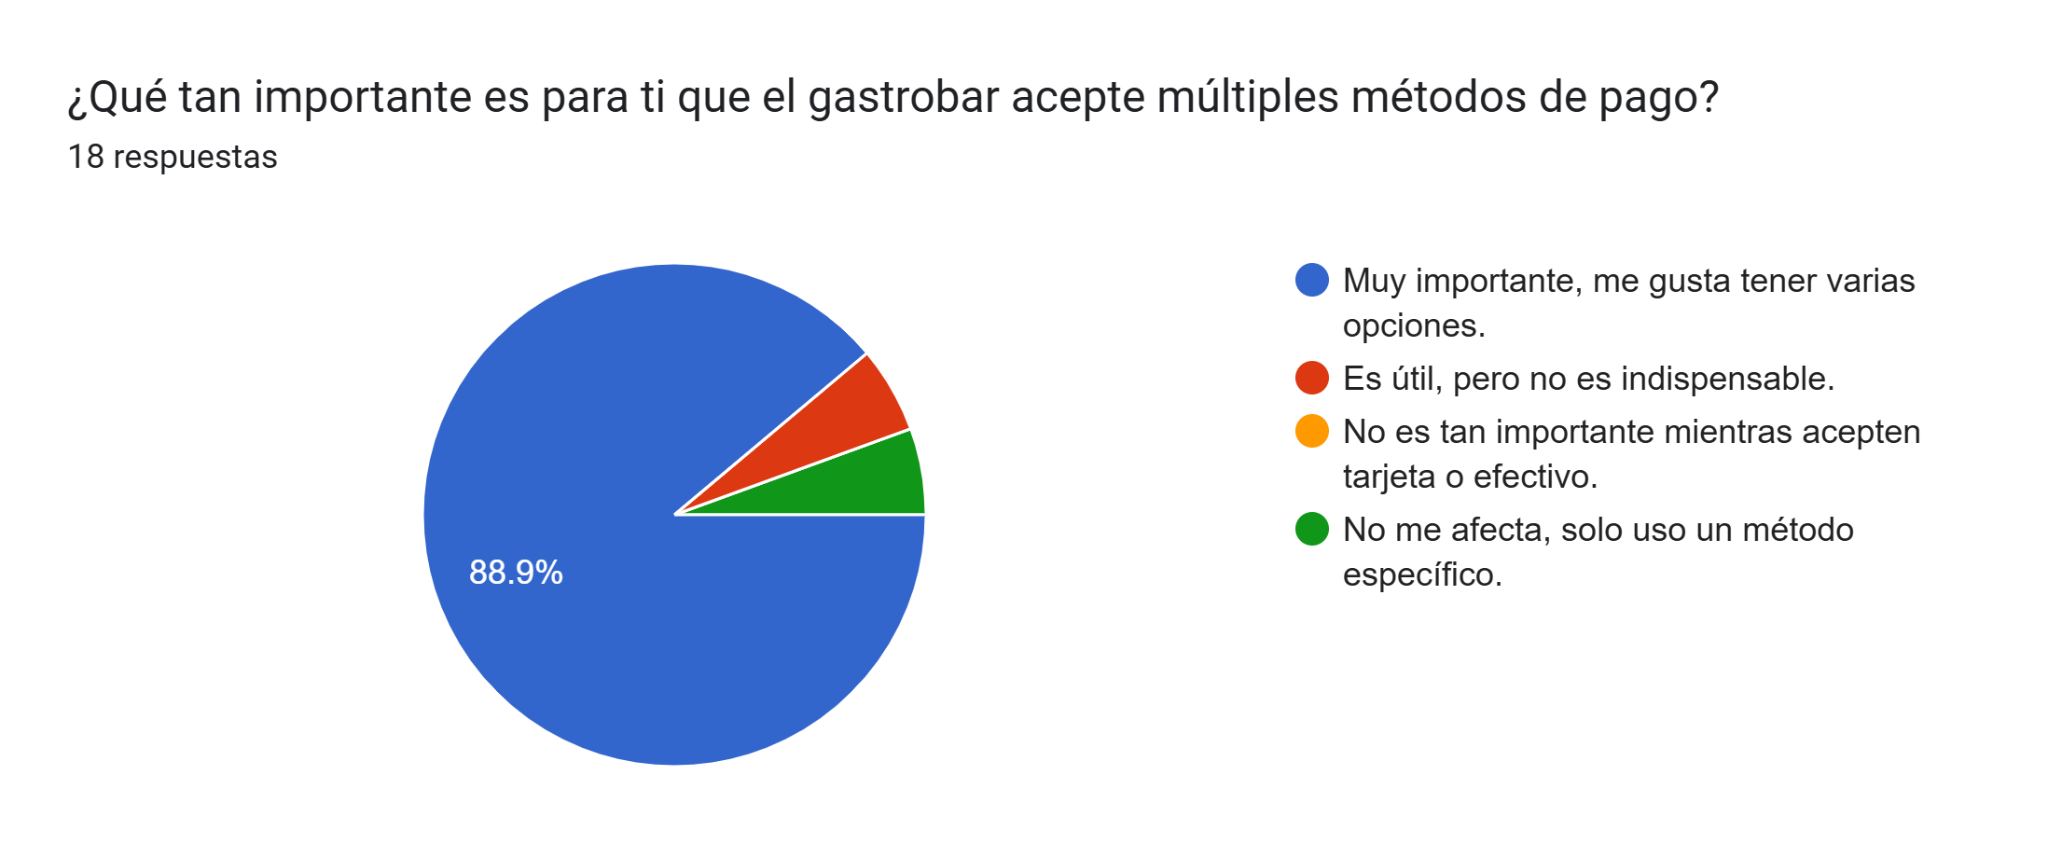 ¿Qué tan importante es para ti que el gastrobar acepte múltiples métodos de pago?
18 respuestas
Muy importante, me gusta tener varias
opciones.
Es útil, pero no es indispensable.
No es tan importante mientras acepten
tarjeta o efectivo.
No me afecta, solo uso un método
específico.
88.9%